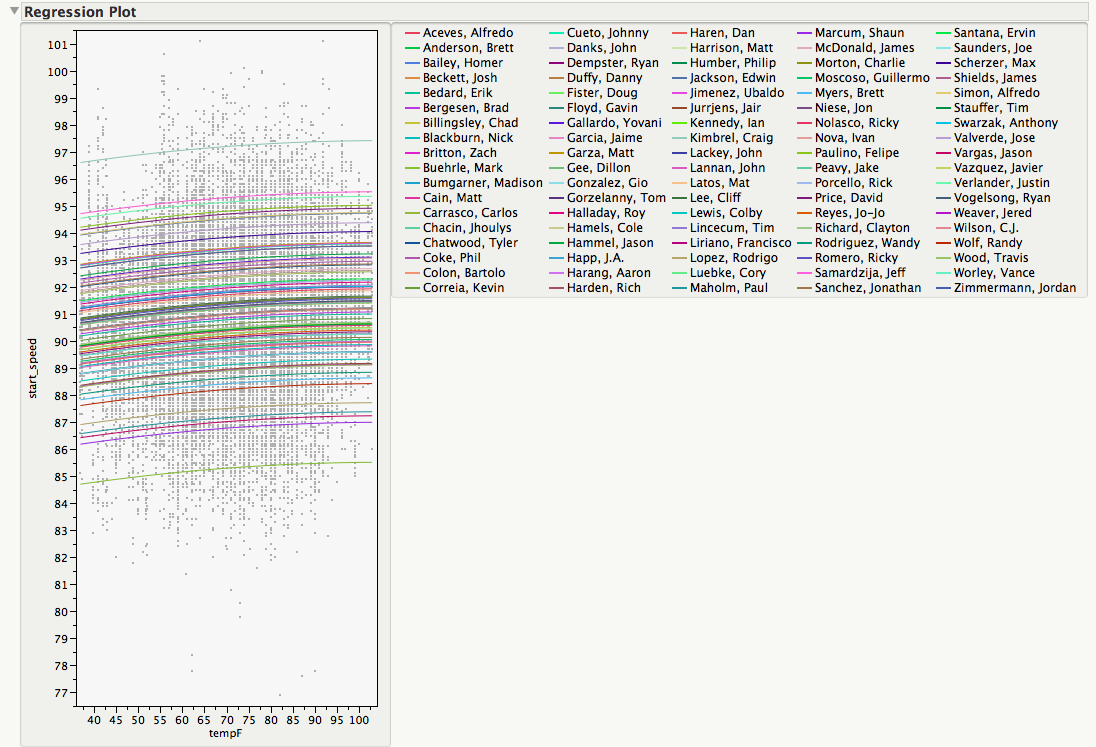 Regression Plot
Aceves, Alfredo Cueto, Johnny Haren, Dan Marcum, Shaun Santana, Ervin
Anderson, Brett Danks, John Harrison, Matt McDonald, James Saunders, Joe
Bailey, Homer Dempster, Ryan Humber, Philip Morton, Charlie Scherzer, Max
Beckett, Josh Duffy, Danny Jackson, Edwin Moscoso, Guillermo Shields, James
Bedard, Erik Fister, Doug Jimenez, Ubaldo Myers, Brett Simon, Alfredo
Bergesen, Brad Floyd, Gavin Jurrjens, Jair Niese, Jon Stauffer, Tim
Billingsley, Chad Gallardo, Yovani Kennedy, Ian Nolasco, Ricky Swarzak, Anthony
Blackburn, Nick Garcia, Jaime Kimbrel, Craig Nova, Ivan Valverde, Jose
Britton, Zach Garza, Matt Lackey, John Paulino, Felipe Vargas, Jason
Buehrle, Mark Gee, Dillon Lannan, John Peavy, Jake Vazquez, Javier
Bumgarner, Madison Gonzalez, Gio Latos, Mat Porcello, Rick Verlander, Justin
Cain, Matt Gorzelanny, Tom Lee, Cliff Price, David Vogelsong, Ryan
Carrasco, Carlos Halladay, Roy Lewis, Colby Reyes, Jo-Jo Weaver, Jered
Chacin, Jhoulys Hamels, Cole Lincecum, Tim Richard, Clayton Wilson, C.J.
Chatwood, Tyler Hammel, Jason Liriano, Francisco Rodriguez, Wandy Wolf, Randy
Coke, Phil Happ, J.A. Lopez, Rodrigo Romero, Ricky Wood, Travis
Colon, Bartolo Harang, Aaron Luebke, Cory Samardzija, Jeff Worley, Vance
Correia, Kevin Harden, Rich Maholm, Paul Sanchez, Jonathan Zimmermann, Jordan
101
100
99
98
97
96
95
94
93
92
91
90
89
88
87
86
85
84
83
82
81
80
79
78
77
start_speed
40 45 50 55 60 65 70 75 80 85 90 95 100
tempF